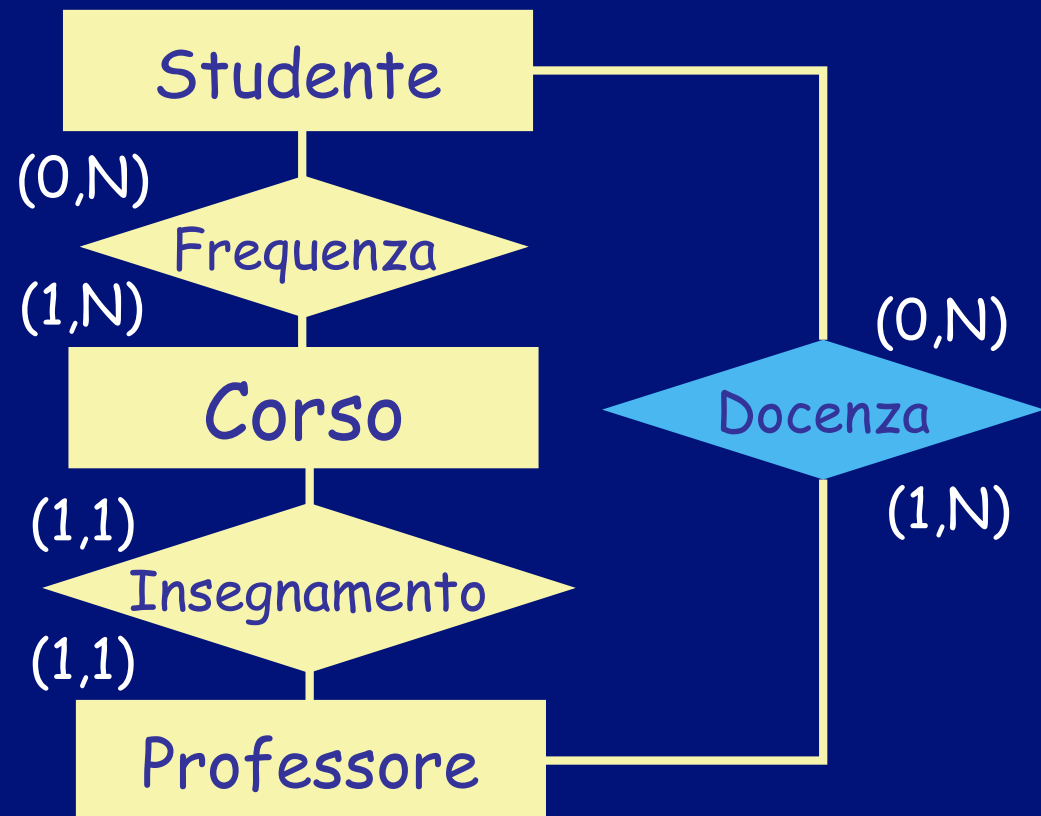 Studente
(0,N)
Frequenza
(1,N)
Corso
(0,N)
Docenza
(1,N)
(1,1)
Insegnamento
(1,1)
Professore